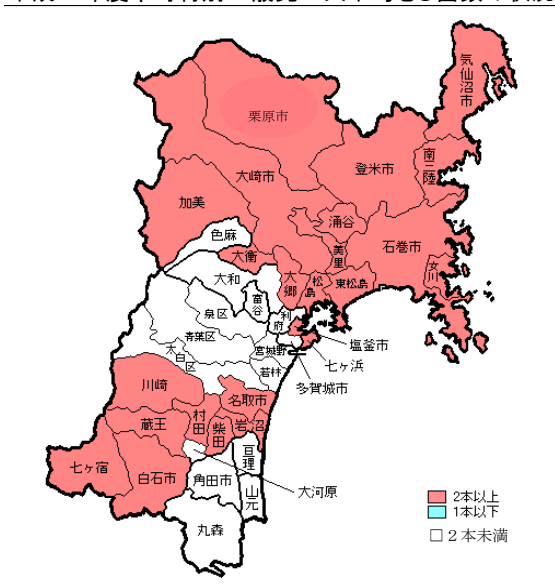 気仙沼市
栗原市
登米市
南三陸
大崎市
加美
涌谷
石巻市
色麻
大衡
美里
女川
大和
大郷
松島
東松島
富谷
利府
泉区
青葉区
塩釜市
太白区
宮城野
七ヶ浜
若林
多賀城市
川崎
名取市
蔵王
村田
柴田
岩沼
亘理
七ヶ宿
白石市
角田市
山元
大河原
丸森
2本以上
1本以下
２本未満